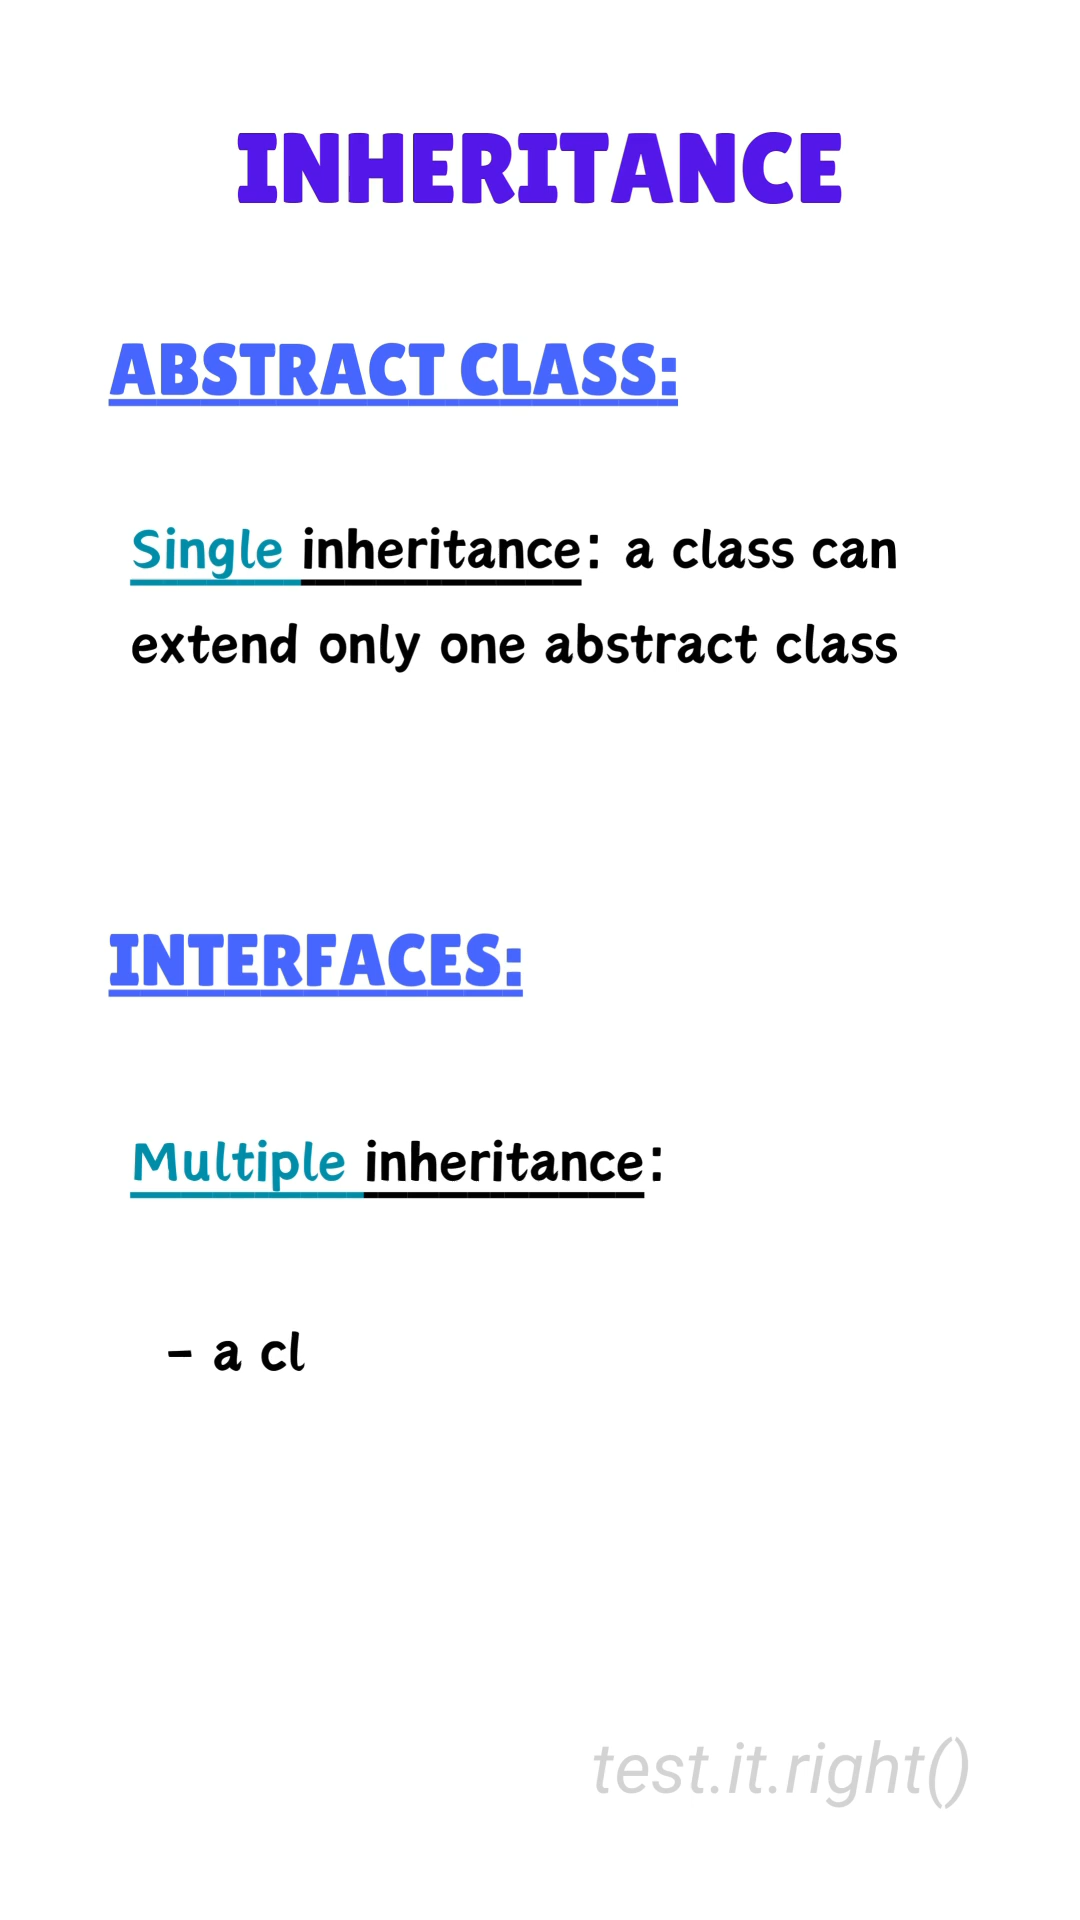 INHERITANCE
ABSTRACT CLASS:
Single inheritance: a class can
extend only one abstract class
INTERFACES:
Multiple inheritance:
- a cl
test.it.right()